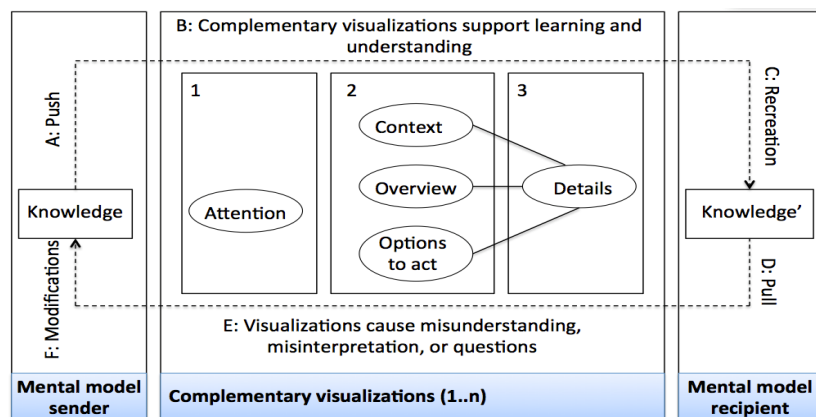 B: Complementary visualizations support learning and
understanding
A: Push
C: Recreation
1
2
3
Context
Overview
Details
Attention
Options
to act
Knowledge
Knowledge’
F: Modifications
D: Pull
E: Visualizations cause misunderstanding,
misinterpretation, or questions
Mental model
sender
Complementary visualizations (1..n)
Mental model
recipient